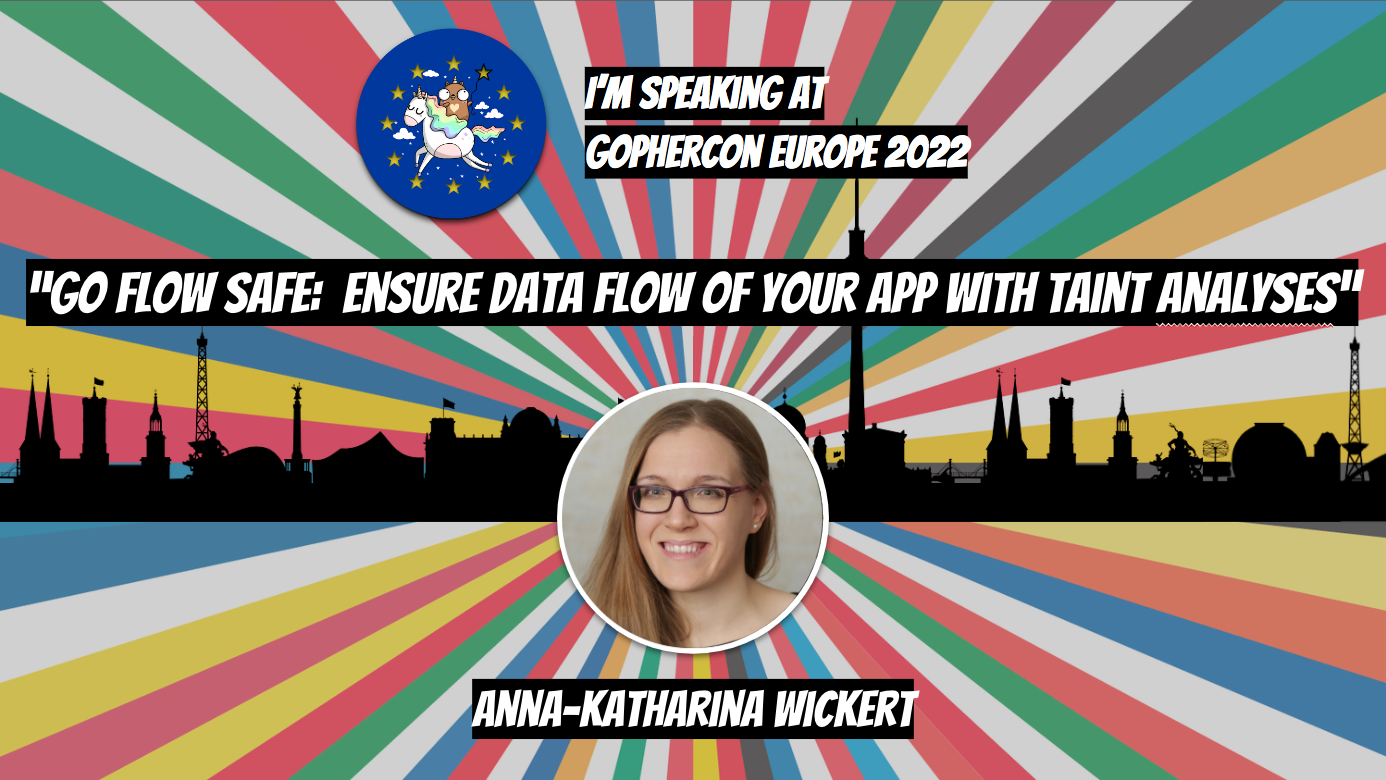 I'M SPEAKING AT
GOPHERCON EUROPE 2022
"GO FLOW SAFE:  ENSURE DATA FLOW OF YOUR APP WITH TAINT ANALYSES"
ANNA-KATHARINA WICKERT